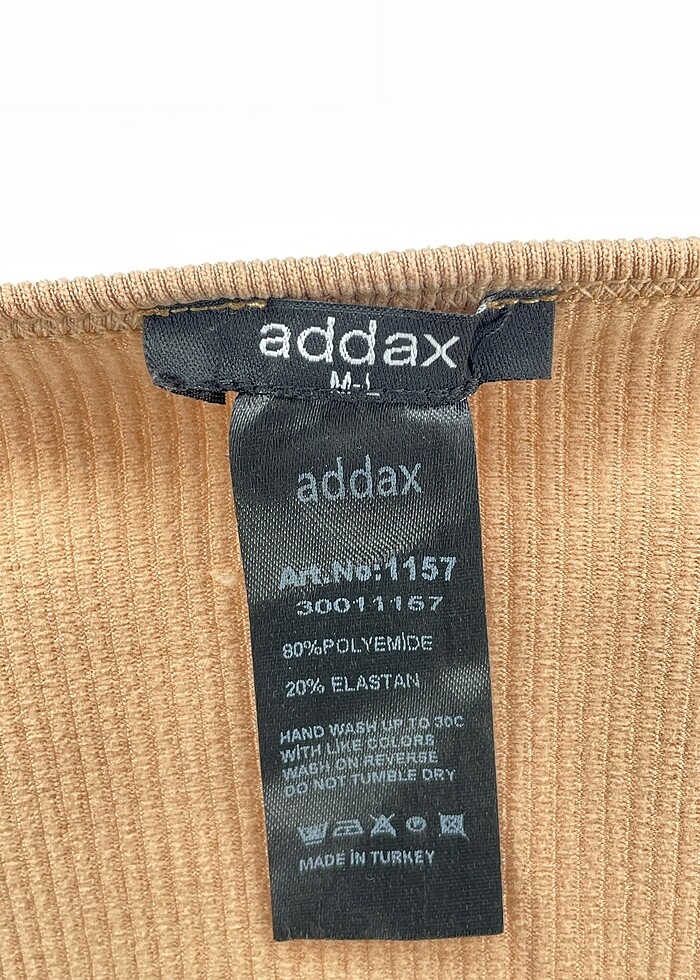 addax
M-L
addax
Art.No:1157
30011157
80%POLYEMİDE
20% ELASTAN
HAND WASH UP TO 30C
WITH LIKE COLORS
WASH ON REVERSE
DO NOT TUMBLE DRY
MADE İN TURKEY